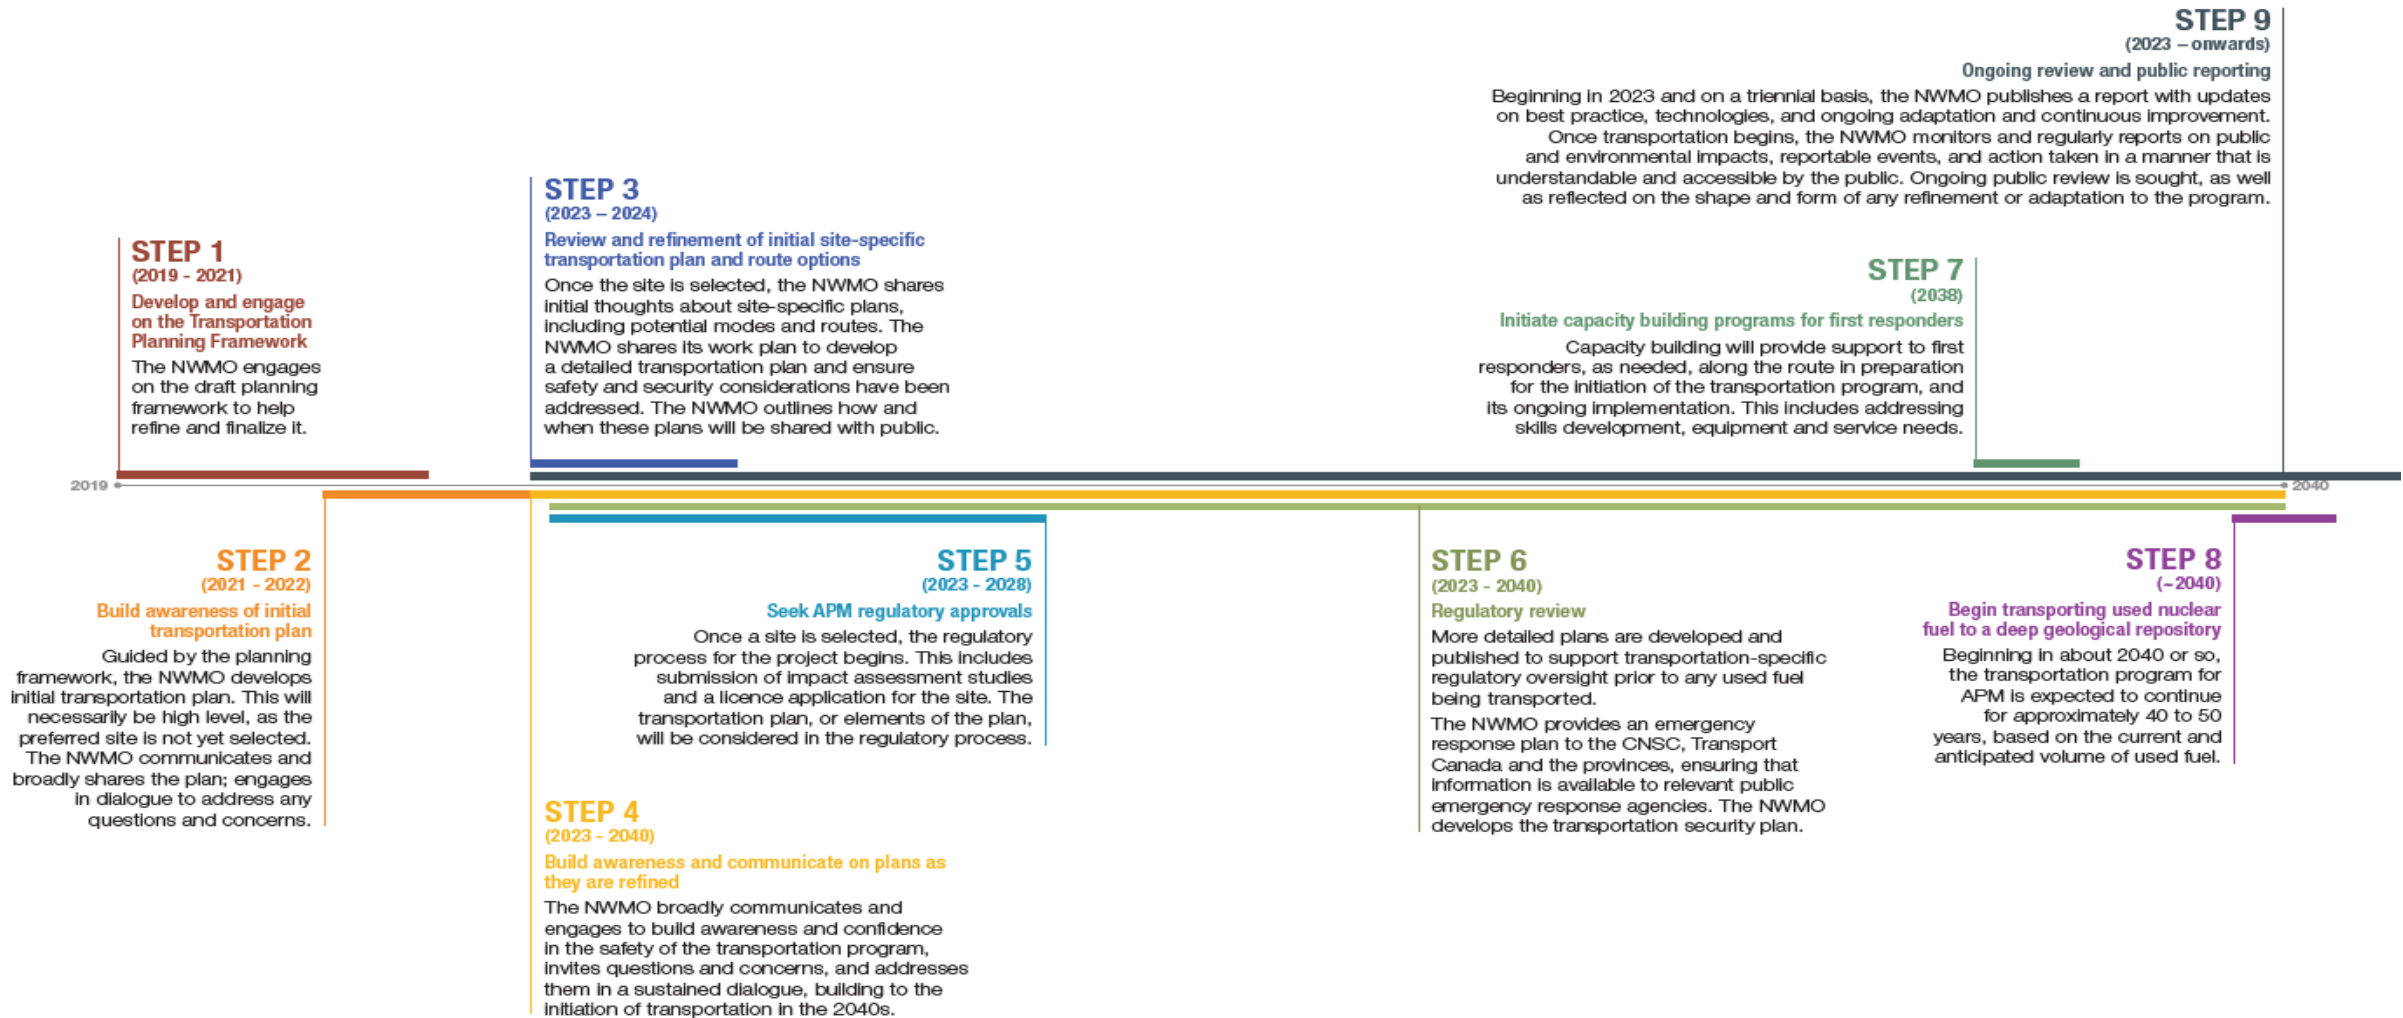 STEP 9
(2023 – onwards)
Ongoing review and public reporting
Beginning in 2023 and on a triennial basis, the NWMO publishes a report with updates
on best practice, technologies, and ongoing adaptation and continuous improvement.
Once transportation begins, the NWMO monitors and regularly reports on public
and environmental impacts, reportable events, and action taken in a manner that is
understandable and accessible by the public. Ongoing public review is sought, as well
as reflected on the shape and form of any refinement or adaptation to the program.
STEP 1
(2019 - 2021)
Develop and engage
on the Transportation
Planning Framework
The NWMO engages
on the draft planning
framework to help
refine and finalize it.
STEP 3
(2023 – 2024)
Review and refinement of initial site-specific
transportation plan and route options
Once the site is selected, the NWMO shares
initial thoughts about site-specific plans,
including potential modes and routes. The
NWMO shares its work plan to develop
a detailed transportation plan and ensure
safety and security considerations have been
addressed. The NWMO outlines how and
when these plans will be shared with public.
STEP 7
(2038)
Initiate capacity building programs for first responders
Capacity building will provide support to first
responders, as needed, along the route in preparation
for the initiation of the transportation program, and
its ongoing implementation. This includes addressing
skills development, equipment and service needs.
2019
2040
STEP 2
(2021 - 2022)
Build awareness of initial
transportation plan
Guided by the planning
framework, the NWMO develops
initial transportation plan. This will
necessarily be high level, as the
preferred site is not yet selected.
The NWMO communicates and
broadly shares the plan; engages
in dialogue to address any
questions and concerns.
STEP 5
(2023 - 2028)
Seek APM regulatory approvals
Once a site is selected, the regulatory
process for the project begins. This includes
submission of impact assessment studies
and a licence application for the site. The
transportation plan, or elements of the plan,
will be considered in the regulatory process.
STEP 4
(2023 - 2040)
Build awareness and communicate on plans as
they are refined
The NWMO broadly communicates and
engages to build awareness and confidence
in the safety of the transportation program,
invites questions and concerns, and addresses
them in a sustained dialogue, building to the
initiation of transportation in the 2040s.
STEP 6
(2023 - 2040)
Regulatory review
More detailed plans are developed and
published to support transportation-specific
regulatory oversight prior to any used fuel
being transported.
The NWMO provides an emergency
response plan to the CNSC, Transport
Canada and the provinces, ensuring that
information is available to relevant public
emergency response agencies. The NWMO
develops the transportation security plan.
STEP 8
(~2040)
Begin transporting used nuclear
fuel to a deep geological repository
Beginning in about 2040 or so,
the transportation program for
APM is expected to continue
for approximately 40 to 50
years, based on the current and
anticipated volume of used fuel.